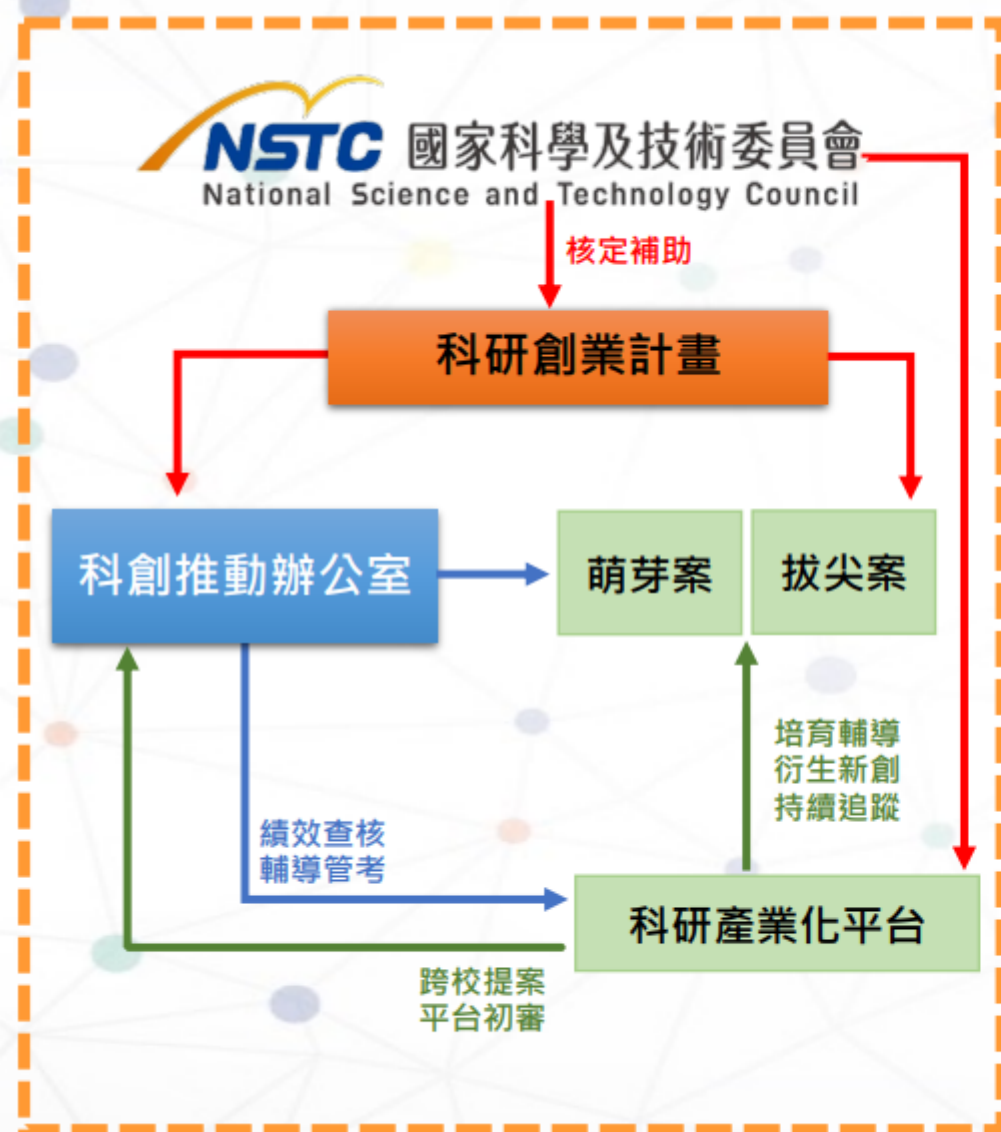 NSTC 國家科學及技術委員會
National Science and Technology Council
核定補助
科研創業計畫
科創推動辦公室
萌芽案
拔尖案
培育輔導
衍生新創
持續追蹤
績效查核
輔導管考
科研產業化平台
跨校提案
平台初審